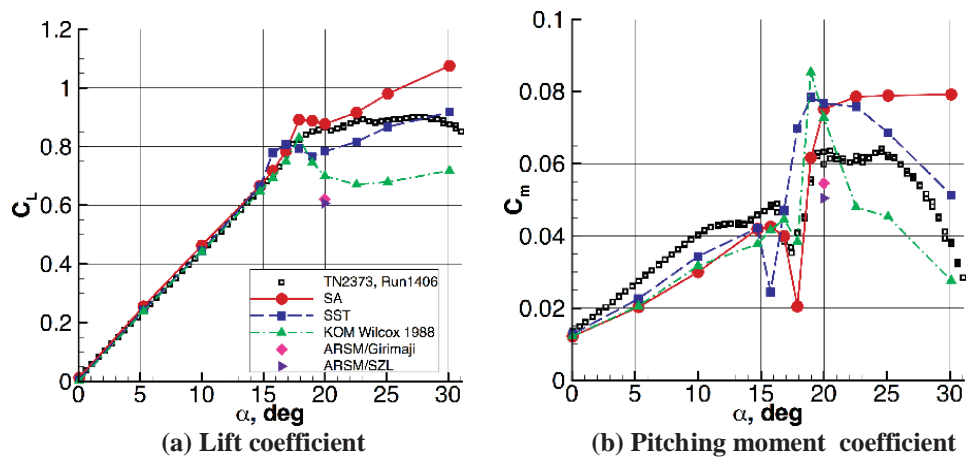 1.2
1
0.8
0.6
0.4
0.2
0
C_L
0 5 10 15 20 25 30
α, deg
TN2373, Run1406
SA
SST
KOM Wilcox 1988
ARSM/Girimaji
ARSM/SZL
(a) Lift coefficient
0.1
0.08
0.06
0.04
0.02
0
C_m
0 5 10 15 20 25 30
α, deg
(b) Pitching moment coefficient